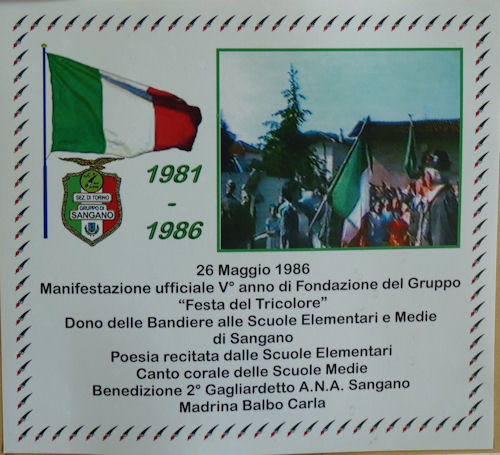 1981
-
1986
SEZ. DI TORINO
GRUPPO DI
SANGANO
26 Maggio 1986
Manifestazione ufficiale V° anno di Fondazione del Gruppo
“Festa del Tricolore”
Dono delle Bandiere alle Scuole Elementari e Medie
di Sangano
Poesia recitata dalle Scuole Elementari
Canto corale delle Scuole Medie
Benedizione 2° Gagliardetto A.N.A. Sangano
Madrina Balbo Carla